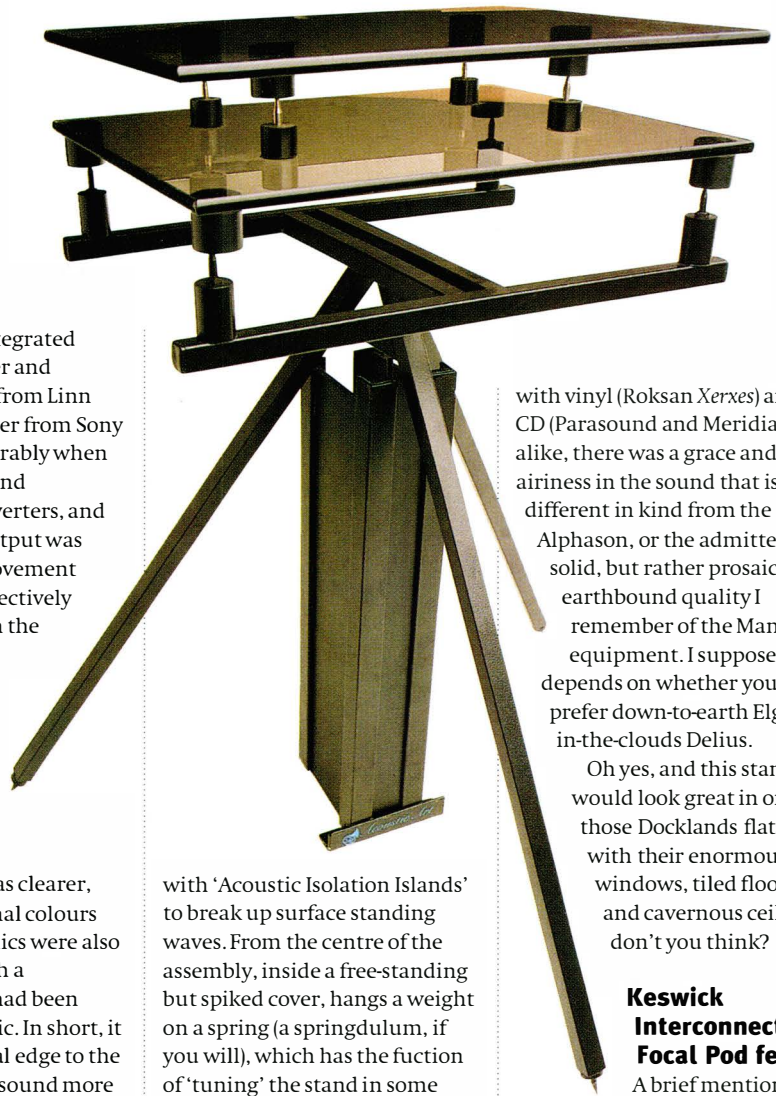 tegrated
er and
from Linn
er from Sony
rably when
nd
verters, and
tput was
ovement
ectively
n the
as clearer,
nal colours
ics were also
h a
had been
ic. In short, it
al edge to the
sound more
Acoustic Art
with ‘Acoustic Isolation Islands’
to break up surface standing
waves. From the centre of the
assembly, inside a free-standing
but spiked cover, hangs a weight
on a spring (a springdulum, if
you will), which has the fuction
of ‘tuning’ the stand in some
with vinyl (Roksan Xerxes) a
CD (Parasound and Meridia
alike, there was a grace and
airiness in the sound that is
different in kind from the
Alphason, or the admitte
solid, but rather prosaic
earthbound quality I
remember of the Man
equipment. I suppose
depends on whether you
prefer down-to-earth Elg
in-the-clouds Delius.
Oh yes, and this stan
would look great in o
those Docklands flat
with their enormou
windows, tiled floo
and cavernous ceil
don’t you think?
Keswick
Interconnect
Focal Pod fe
A brief mention